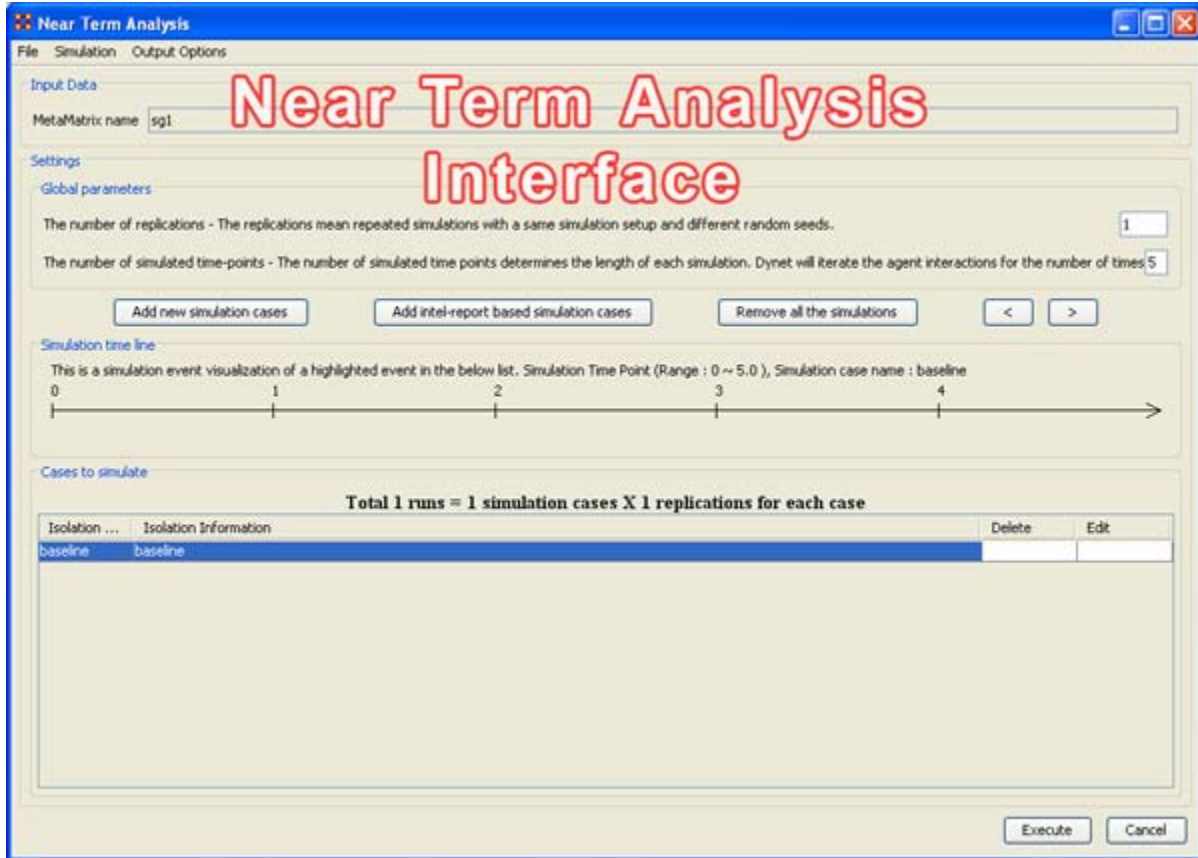 Near Term Analysis
File Simulation Output Options
Near Term Analysis
Interface
Input Data
MetaMatrix name sg1
Settings
Global parameters
The number of replications - The replications mean repeated simulations with a same simulation setup and different random seeds. 1
The number of simulated time-points - The number of simulated time points determines the length of each simulation. Dynet will iterate the agent interactions for the number of times 5
Add new simulation cases Add intel-report based simulation cases Remove all the simulations < >
Simulation time line
This is a simulation event visualization of a highlighted event in the below list. Simulation Time Point (Range : 0 ~ 5.0 ), Simulation case name : baseline
0 1 2 3 4
Cases to simulate
Total 1 runs = 1 simulation cases X 1 replications for each case
Isolation ... Isolation Information Delete Edit
baseline baseline
Execute Cancel